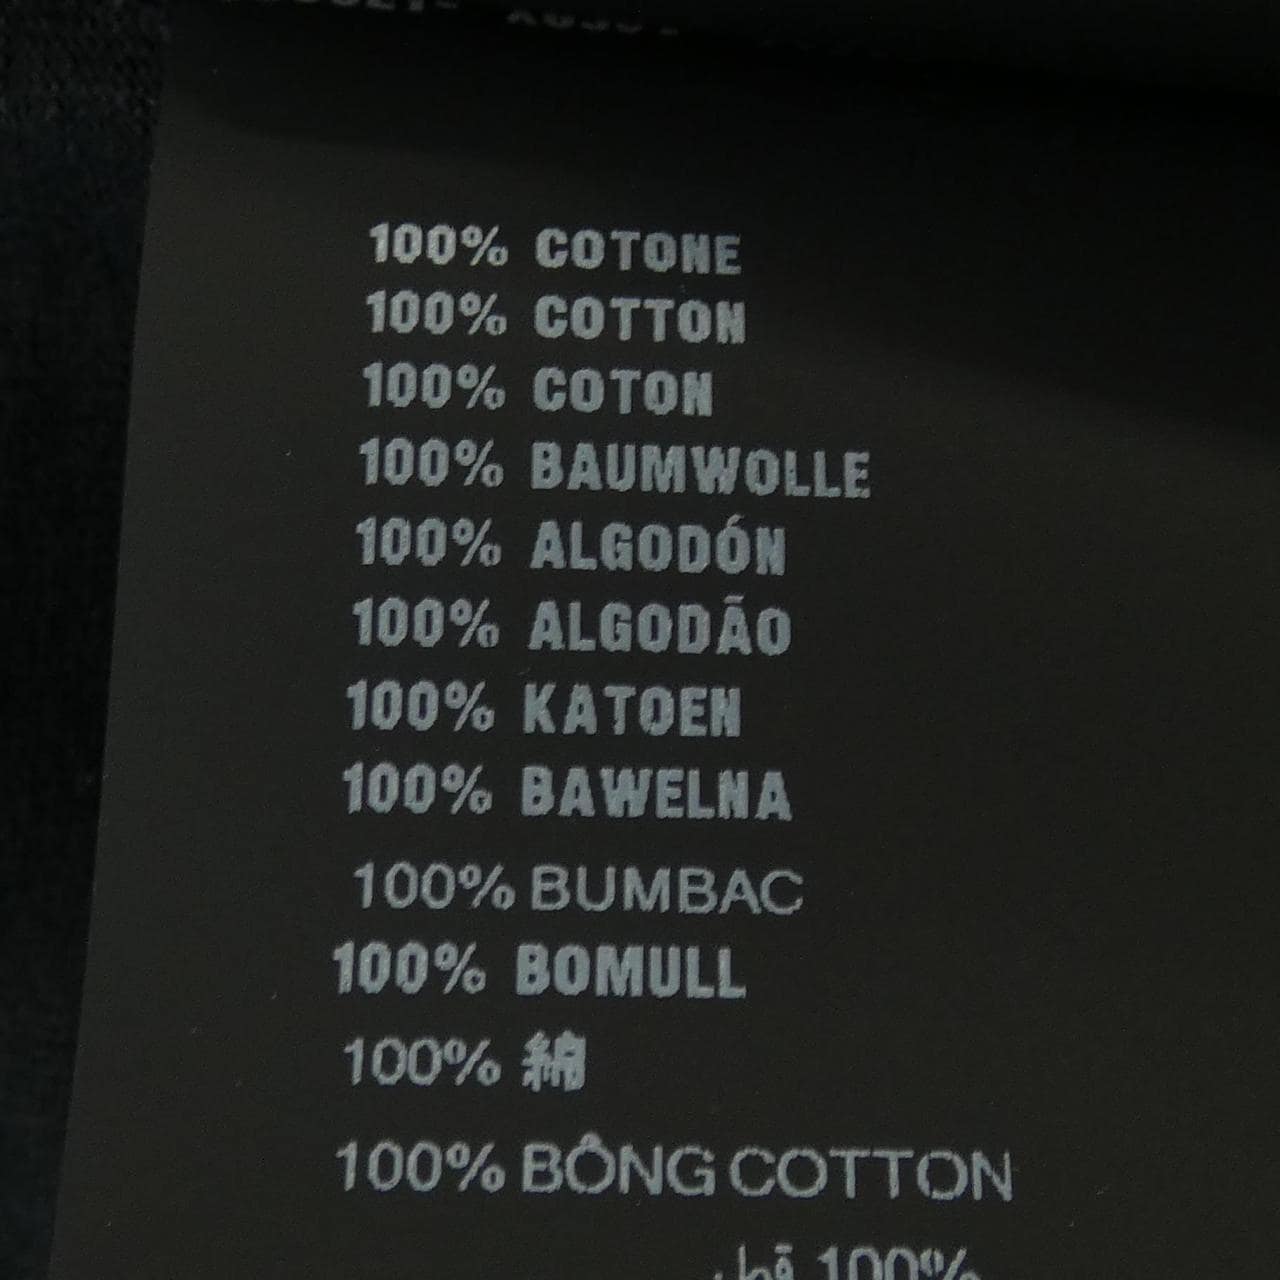 100% COTONE
100% COTTON
100% COTON
100% BAUMWOLLE
100% ALGODÓN
100% ALGODÃO
100% KATOEN
100% BAWELNA
100% BUMBAC
100% BOMULL
100% 綿
100% BÔNG COTTON
100%